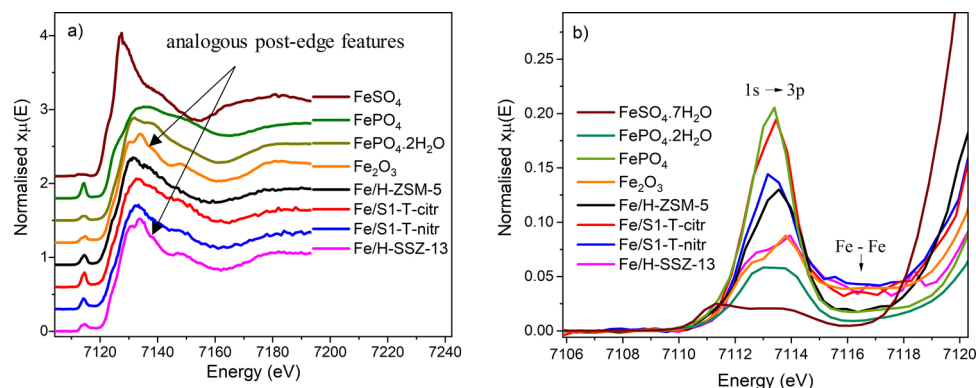 a)
analogous post-edge features
FeSO4
FePO4
FePO4.2H2O
Fe2O3
Fe/H-ZSM-5
Fe/S1-T-citr
Fe/S1-T-nitr
Fe/H-SSZ-13
Normalised xµ(E)
4
3
2
1
0
7120 7140 7160 7180 7200 7220 7240
Energy (eV)
b)
1s → 3p
FeSO4.7H2O
FePO4.2H2O
FePO4
Fe2O3
Fe/H-ZSM-5
Fe/S1-T-citr
Fe/S1-T-nitr
Fe/H-SSZ-13
Fe - Fe
Normalised xµ(E)
0.25
0.20
0.15
0.10
0.05
0.00
7106 7108 7110 7112 7114 7116 7118 7120
Energy (eV)